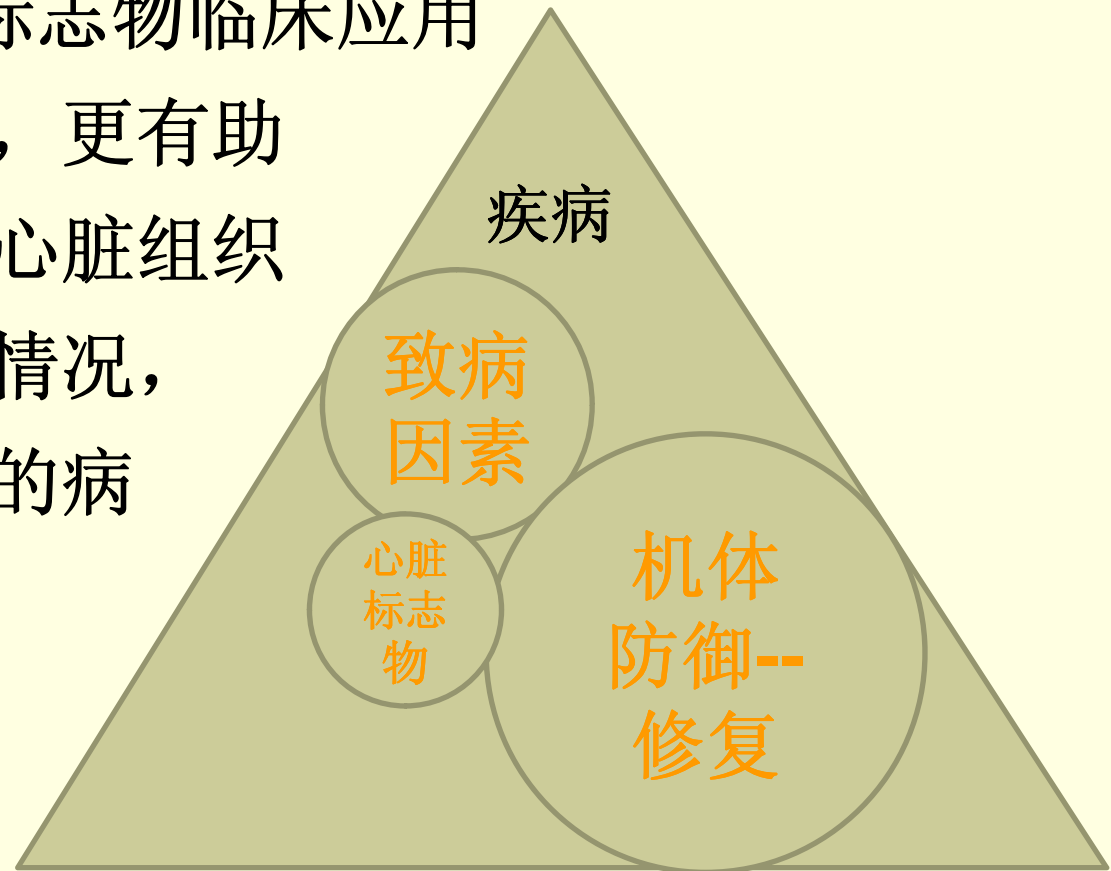 标志物临床应用
，更有助
心脏组织
情况，
的病
疾病
致病
因素
心脏
标志
物
机体
防御--
修复